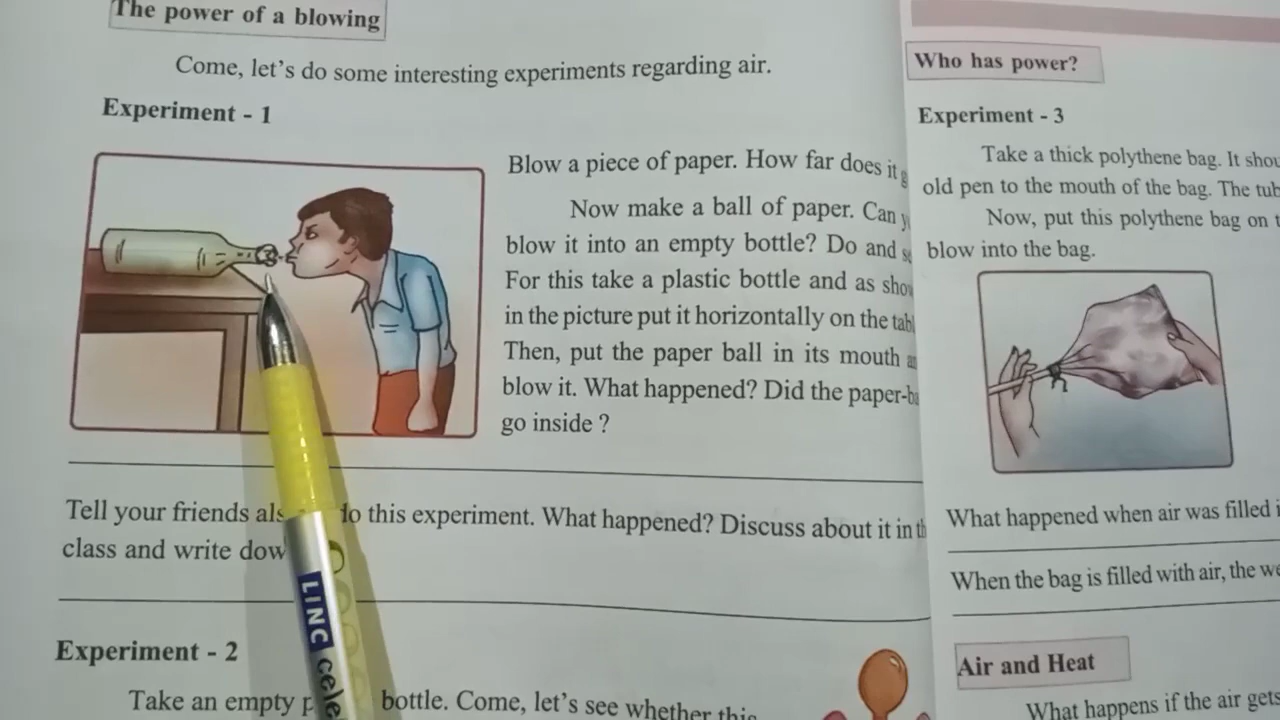 The power of a blowing
Come, let's do some interesting experiments regarding air.
Experiment - 1
Blow a piece of paper. How far does it
Now make a ball of paper. Can
blow it into an empty bottle? Do and
For this take a plastic bottle and as
in the picture put it horizontally on the
Then, put the paper ball in its mouth
blow it. What happened? Did the
go inside ?
Tell your friends do this experiment. What happened? Discuss about it in
class and write
Experiment - 2
Take an empty bottle. Come, let's see whether this
LINC
Who has power?
Experiment - 3
Take a thick polythene bag. It
old pen to the mouth of the bag. The
Now, put this polythene bag on
blow into the bag.
What happened when air was filled
When the bag is filled with air, the
Air and Heat
What happens if the air gets